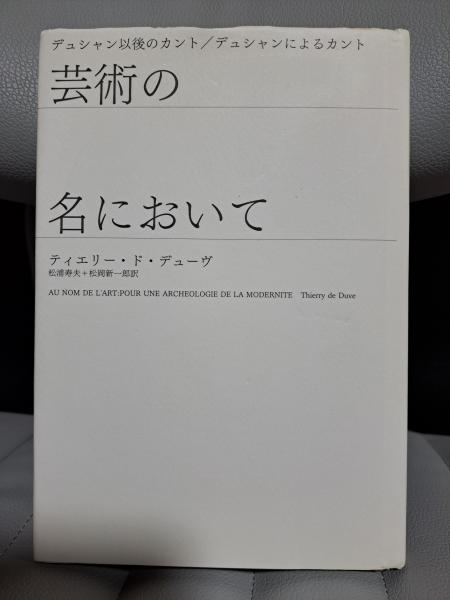 デュシャン以後のカント／デュシャンによるカント
芸術の
名において
ティエリー・ド・デューヴ
松浦寿夫＋松岡新一郎訳
AU NOM DE L'ART:POUR UNE ARCHEOLOGIE DE LA MODERNITE Thierry de Duve